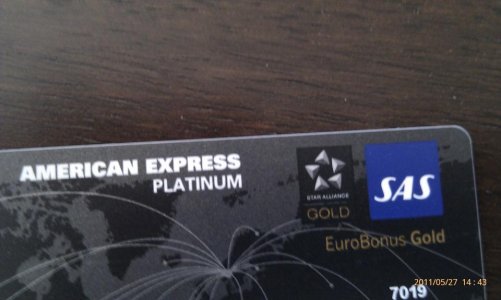 AMERICAN EXPRESS
PLATINUM
STAR ALLIANCE
GOLD
SAS
EuroBonus Gold
7019
2011/05/27 14:43